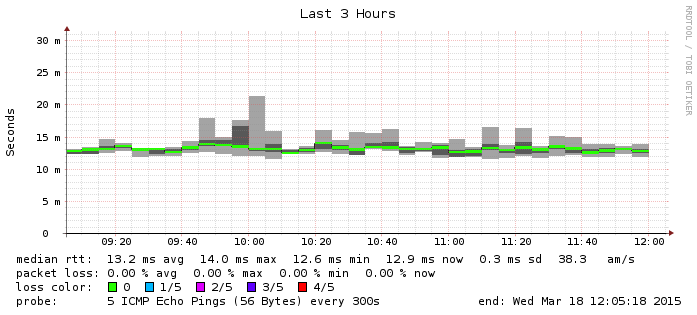 Last 3 Hours
RRDTOOL / TOBI OETIKER
Seconds
30 m
25 m
20 m
15 m
10 m
5 m
0
09:20 09:40 10:00 10:20 10:40 11:00 11:20 11:40 12:00
median rtt: 13.2 ms avg 14.0 ms max 12.6 ms min 12.9 ms now 0.3 ms sd 38.3 am/s
packet loss: 0.00 % avg 0.00 % max 0.00 % min 0.00 % now
loss color: 0 1/5 2/5 3/5 4/5
probe: 5 ICMP Echo Pings (56 Bytes) every 300s end: Wed Mar 18 12:05:18 2015